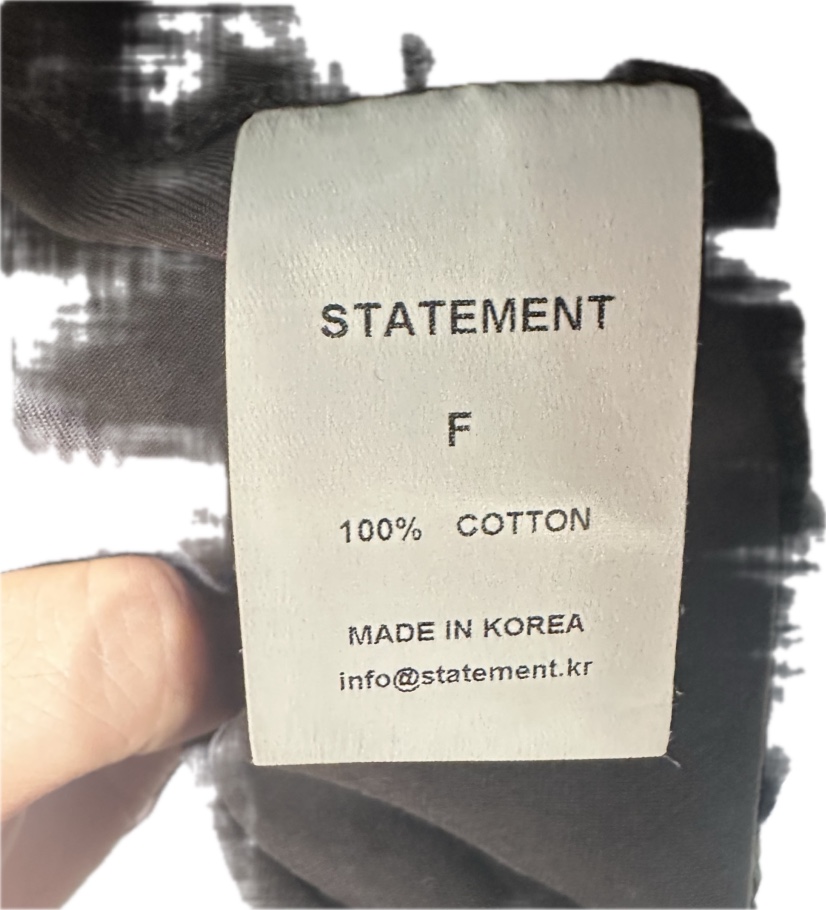 STATEMENT
F
100% COTTON
MADE IN KOREA
info@statement.kr